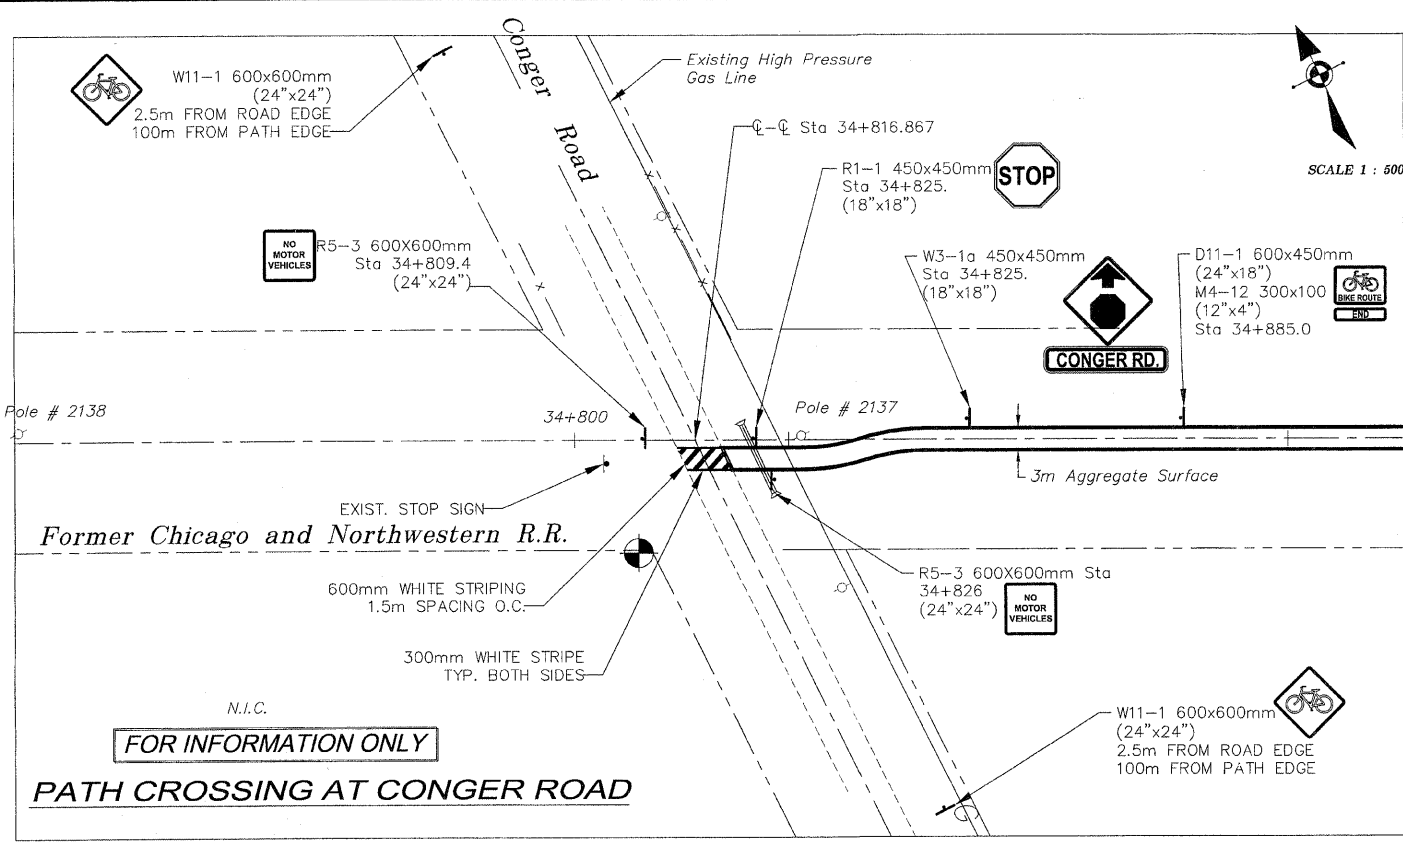 Conger Road
Existing High Pressure
Gas Line
W11-1 600x600mm
(24"x24")
2.5m FROM ROAD EDGE
100m FROM PATH EDGE
℄-℄ Sta 34+816.867
R1-1 450x450mm
Sta 34+825.
(18"x18")
STOP
SCALE 1 : 500
NO
MOTOR
VEHICLES
R5-3 600X600mm
Sta 34+809.4
(24"x24")
W3-1a 450x450mm
Sta 34+825.
(18"x18")
CONGER RD.
D11-1 600x450mm
(24"x18")
M4-12 300x100
(12"x4")
Sta 34+885.0
BIKE ROUTE
END
Pole # 2138
34+800
Pole # 2137
3m Aggregate Surface
EXIST. STOP SIGN
Former Chicago and Northwestern R.R.
600mm WHITE STRIPING
1.5m SPACING O.C.
R5-3 600X600mm Sta
34+826
(24"x24")
NO
MOTOR
VEHICLES
300mm WHITE STRIPE
TYP. BOTH SIDES
N.I.C.
FOR INFORMATION ONLY
PATH CROSSING AT CONGER ROAD
W11-1 600x600mm
(24"x24")
2.5m FROM ROAD EDGE
100m FROM PATH EDGE